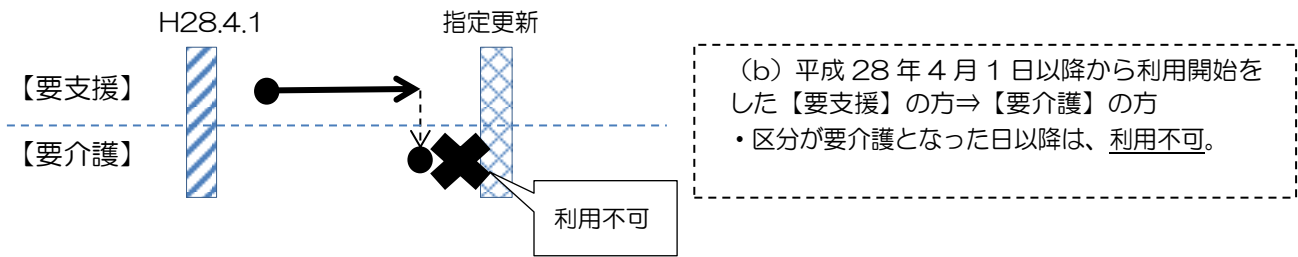 H28.4.1
指定更新
【要支援】
【要介護】
利用不可
（b）平成 28 年 4 月 1 日以降から利用開始を
した【要支援】の方⇒【要介護】の方
・区分が要介護となった日以降は、利用不可。